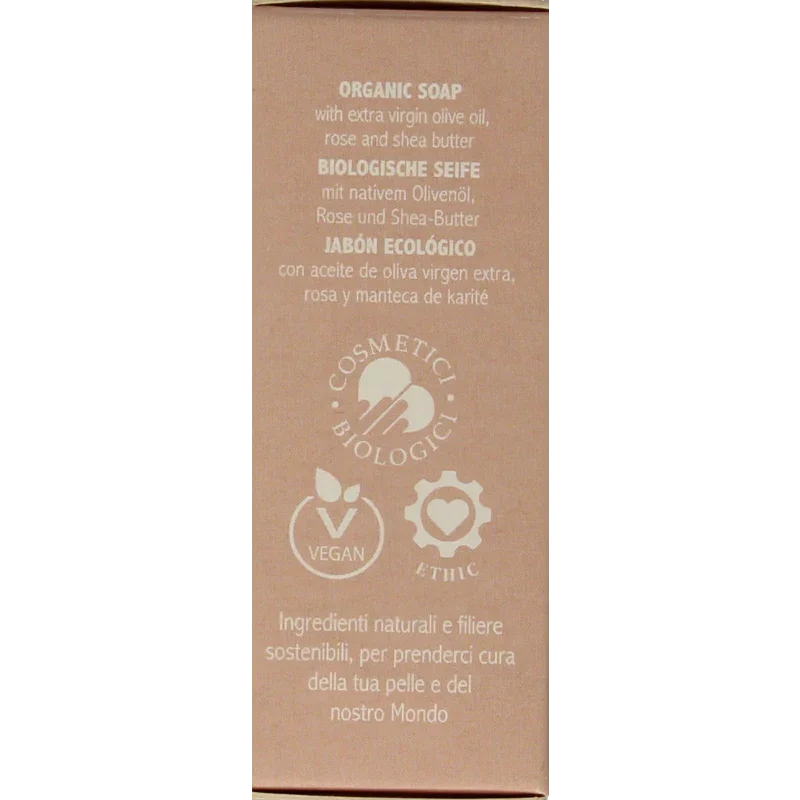 ORGANIC SOAP
with extra virgin olive oil,
rose and shea butter
BIOLOGISCHE SEIFE
mit nativem Olivenöl,
Rose und Shea-Butter
JABÓN ECOLÓGICO
con aceite de oliva virgen extra,
rosa y manteca de karité
COSMETICI
BIOLOGICI
V
VEGAN
ETHIC
Ingredienti naturali e filiere
sostenibili, per prenderci cura
della tua pelle e del
nostro Mondo